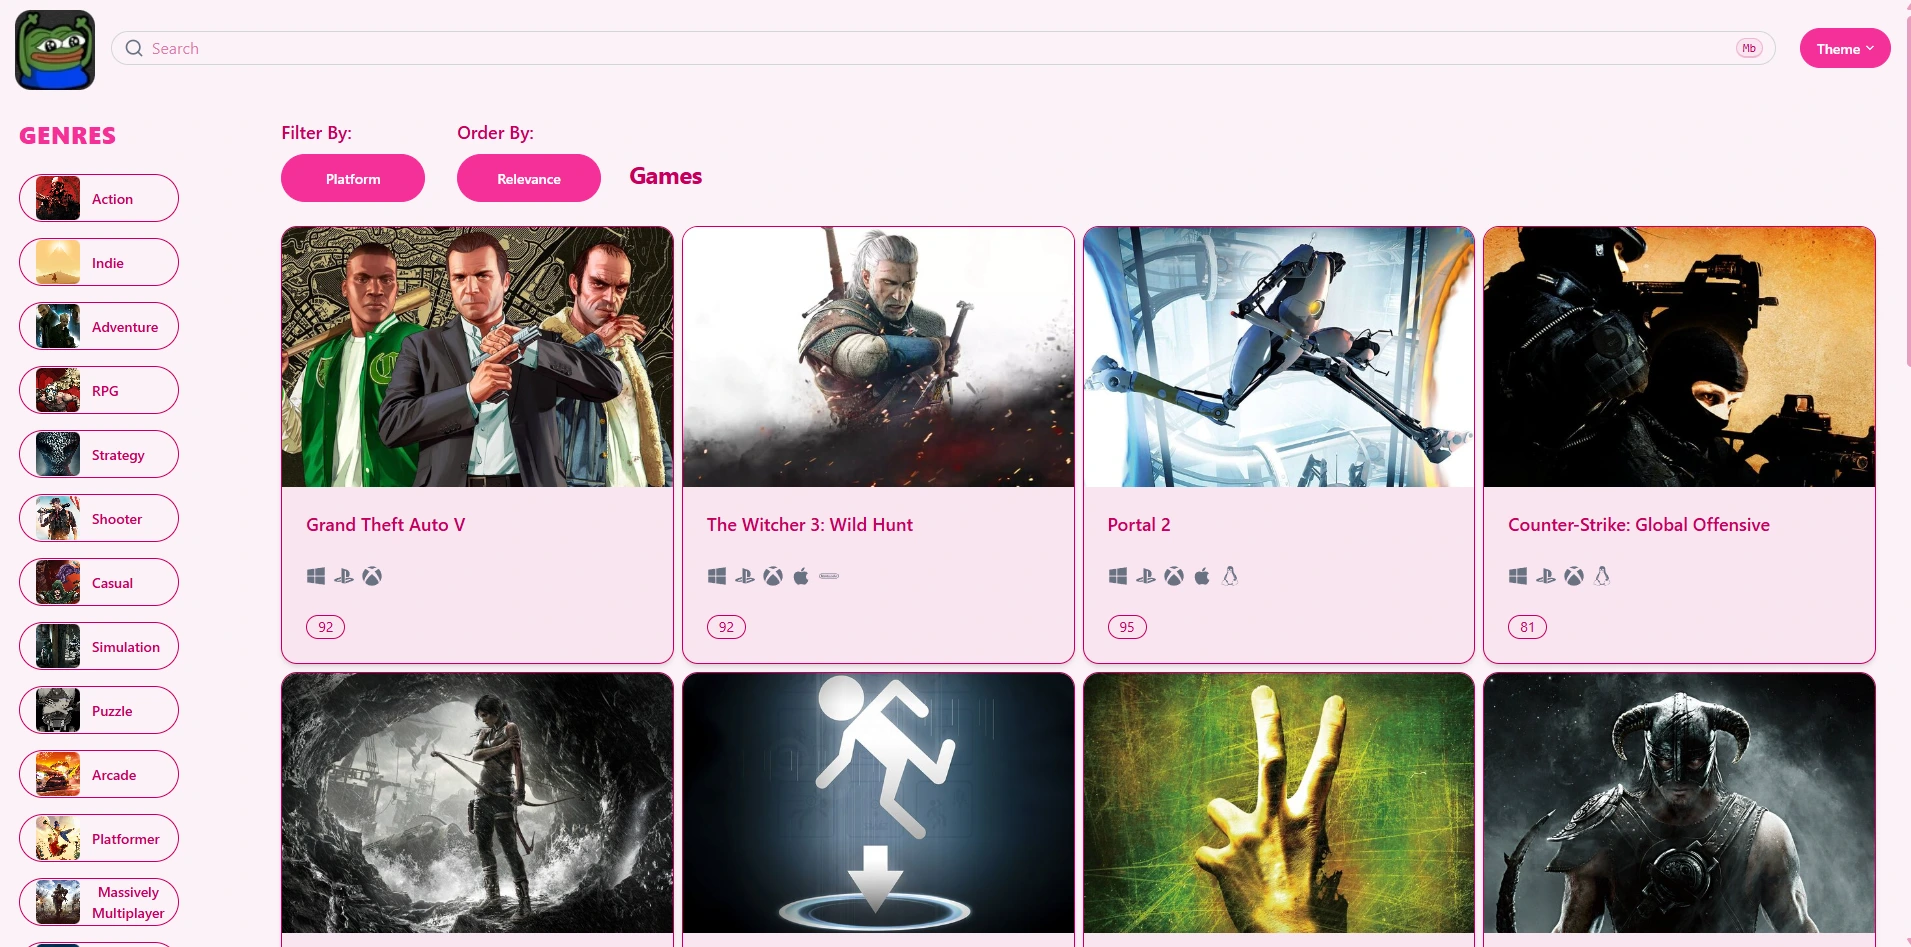 Search
Mb
Theme
GENRES
Action
Indie
Adventure
RPG
Strategy
Shooter
Casual
Simulation
Puzzle
Arcade
Platformer
Massively
Multiplayer
Filter By:
Order By:
Platform
Relevance
Games
Grand Theft Auto V
92
The Witcher 3: Wild Hunt
92
Portal 2
95
Counter-Strike: Global Offensive
81